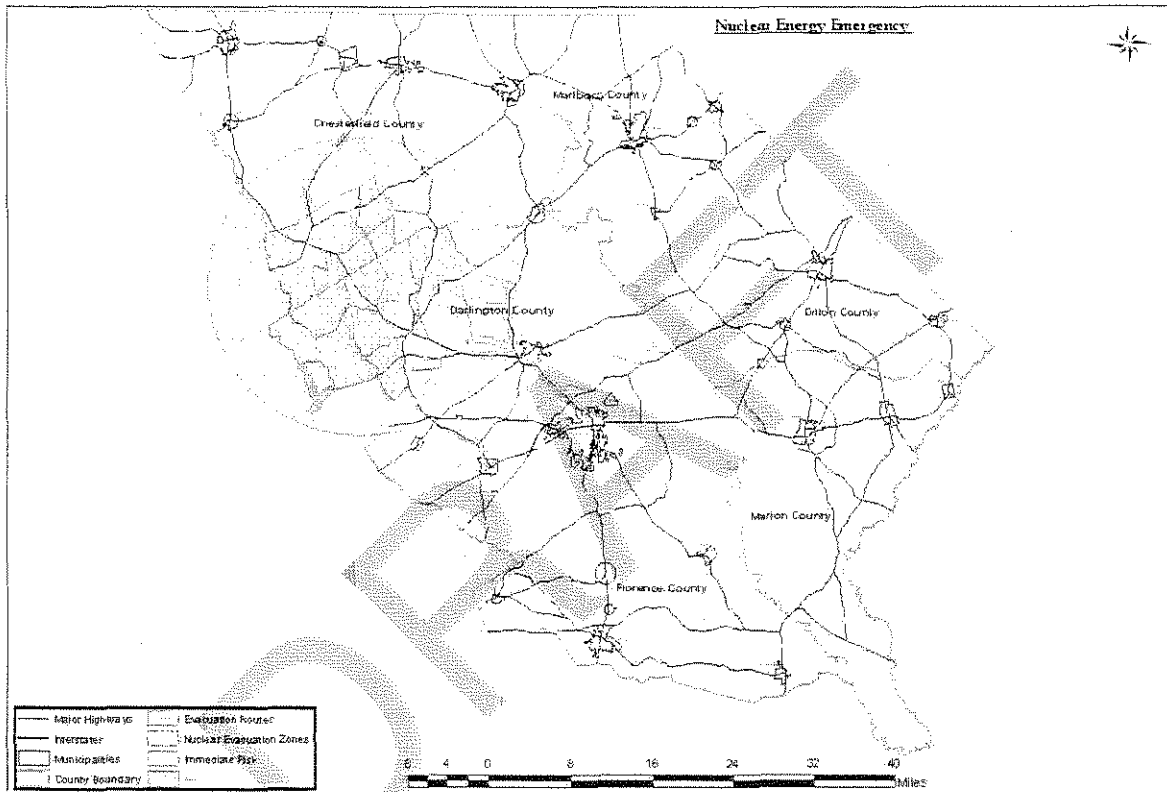 Nuclear Energy Emergency
Marlboro County
Chesterfield County
Darlington County
Dillon County
Marion County
Florence County
Major Highways
Interstates
Municipalities
County Boundary
Evacuation Routes
Nuclear Evacuation Zones
Immediate Risk
0 2 4 8 16 24 32 40
Miles